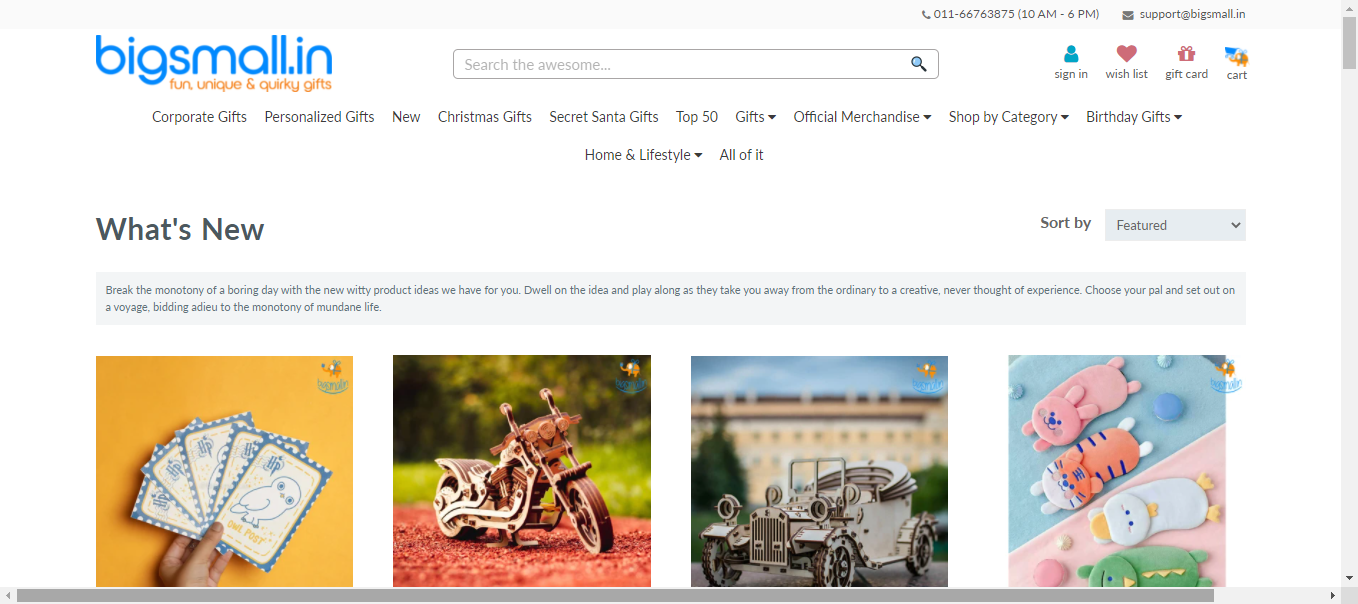 011-66763875 (10 AM - 6 PM) support@bigsmall.in
bigsmall.in
fun, unique & quirky gifts
Search the awesome...
sign in wish list gift card cart
Corporate Gifts Personalized Gifts New Christmas Gifts Secret Santa Gifts Top 50 Gifts Official Merchandise Shop by Category Birthday Gifts
Home & Lifestyle All of it
What's New
Sort by Featured
Break the monotony of a boring day with the new witty product ideas we have for you. Dwell on the idea and play along as they take you away from the ordinary to a creative, never thought of experience. Choose your pal and set out on
a voyage, bidding adieu to the monotony of mundane life.
bigsmall.in bigsmall.in bigsmall.in bigsmall.in
HP HP HP
OWL POST